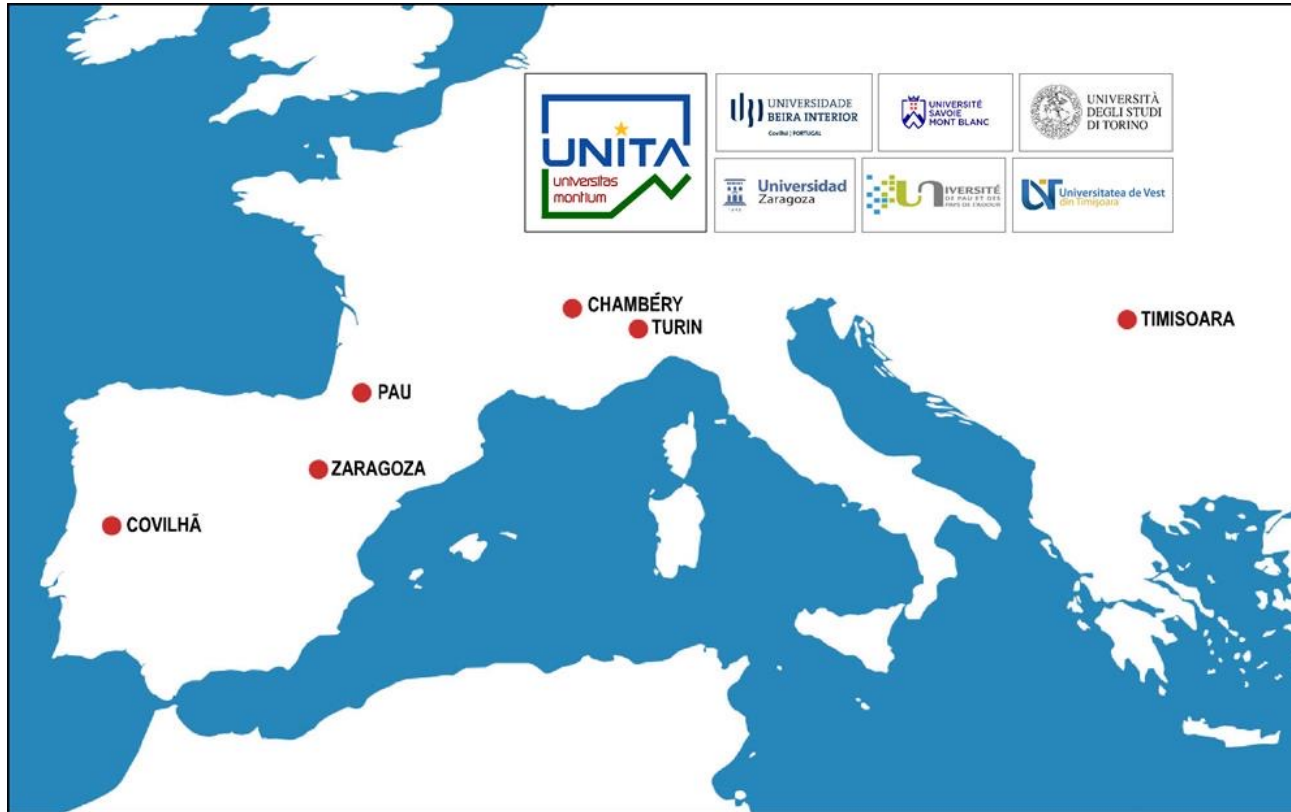 UNITA
universitas
montium
UNIVERSIDADE
BEIRA INTERIOR
Covilhã | PORTUGAL
UNIVERSITÉ
SAVOIE
MONT BLANC
UNIVERSITÀ
DEGLI STUDI
DI TORINO
Universidad
Zaragoza
UNIVERSITÉ
DE PAU ET DES
PAYS DE L'ADOUR
Universitatea de Vest
din Timişoara
CHAMBÉRY
TURIN
TIMISOARA
PAU
ZARAGOZA
COVILHÃ